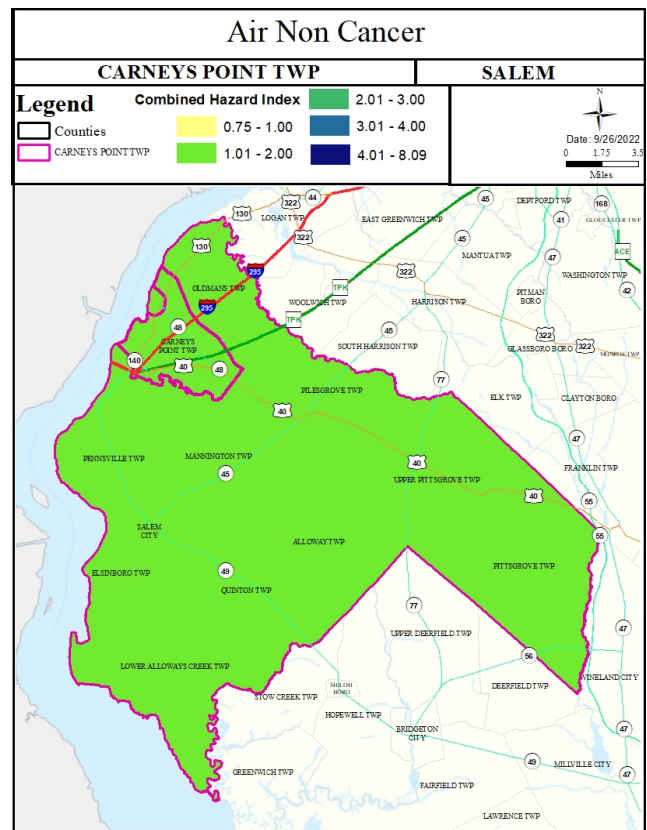 Air Non Cancer
CARNEYS POINT TWP
SALEM
Legend
Counties
CARNEYS POINT TWP
Combined Hazard Index
0.75 - 1.00
1.01 - 2.00
2.01 - 3.00
3.01 - 4.00
4.01 - 8.09
N
Date: 9/26/2022
0 1.75 3.5
Miles
322
44
168
130
LOGAN TWP
EAST GREENWICH TWP
45
DEPTFORD TWP
41
GLOUCESTER TWP
130
322
45
MANTUA TWP
47
ACE
295
322
WASHINGTON TWP
OLDMANS TWP
TPK
42
295
WOOLWICH TWP
HARRISON TWP
PITMAN
BORO
TPK
48
45
322
322
CARNEYS
POINT TWP
SOUTH HARRISON TWP
GLASSBORO BORO
MONROE TWP
140
40
48
77
PILESGROVE TWP
ELK TWP
CLAYTON BORO
40
47
PENNSVILLE TWP
MANNINGTON TWP
40
FRANKLIN TWP
45
UPPER PITTSGROVE TWP
40
55
SALEM
CITY
55
ALLOWAY TWP
ELSINBORO TWP
49
PITTSGROVE TWP
QUINTON TWP
77
47
UPPER DEERFIELD TWP
LOWER ALLOWAYS CREEK TWP
56
VINELAND CITY
SHILOH
BORO
DEERFIELD TWP
STOW CREEK TWP
HOPEWELL TWP
BRIDGETON
CITY
47
49
MILLVILLE CITY
GREENWICH TWP
47
FAIRFIELD TWP
LAWRENCE TWP